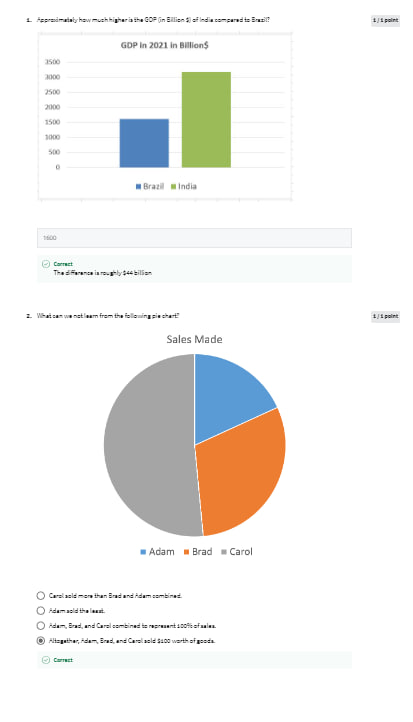 1. Approximately how much higher is the GDP (in Billion $) of India compared to Brazil?
1 / 1 point
GDP in 2021 in Billion$
3500
3000
2500
2000
1500
1000
500
0
Brazil India
1600
Correct
The difference is roughly $44 billion
2. What can we not learn from the following pie chart?
1 / 1 point
Sales Made
Adam Brad Carol
Carol sold more than Brad and Adam combined.
Adam sold the least.
Adam, Brad, and Carol combined to represent 100% of sales.
Altogether, Adam, Brad, and Carol sold $100 worth of goods.
Correct